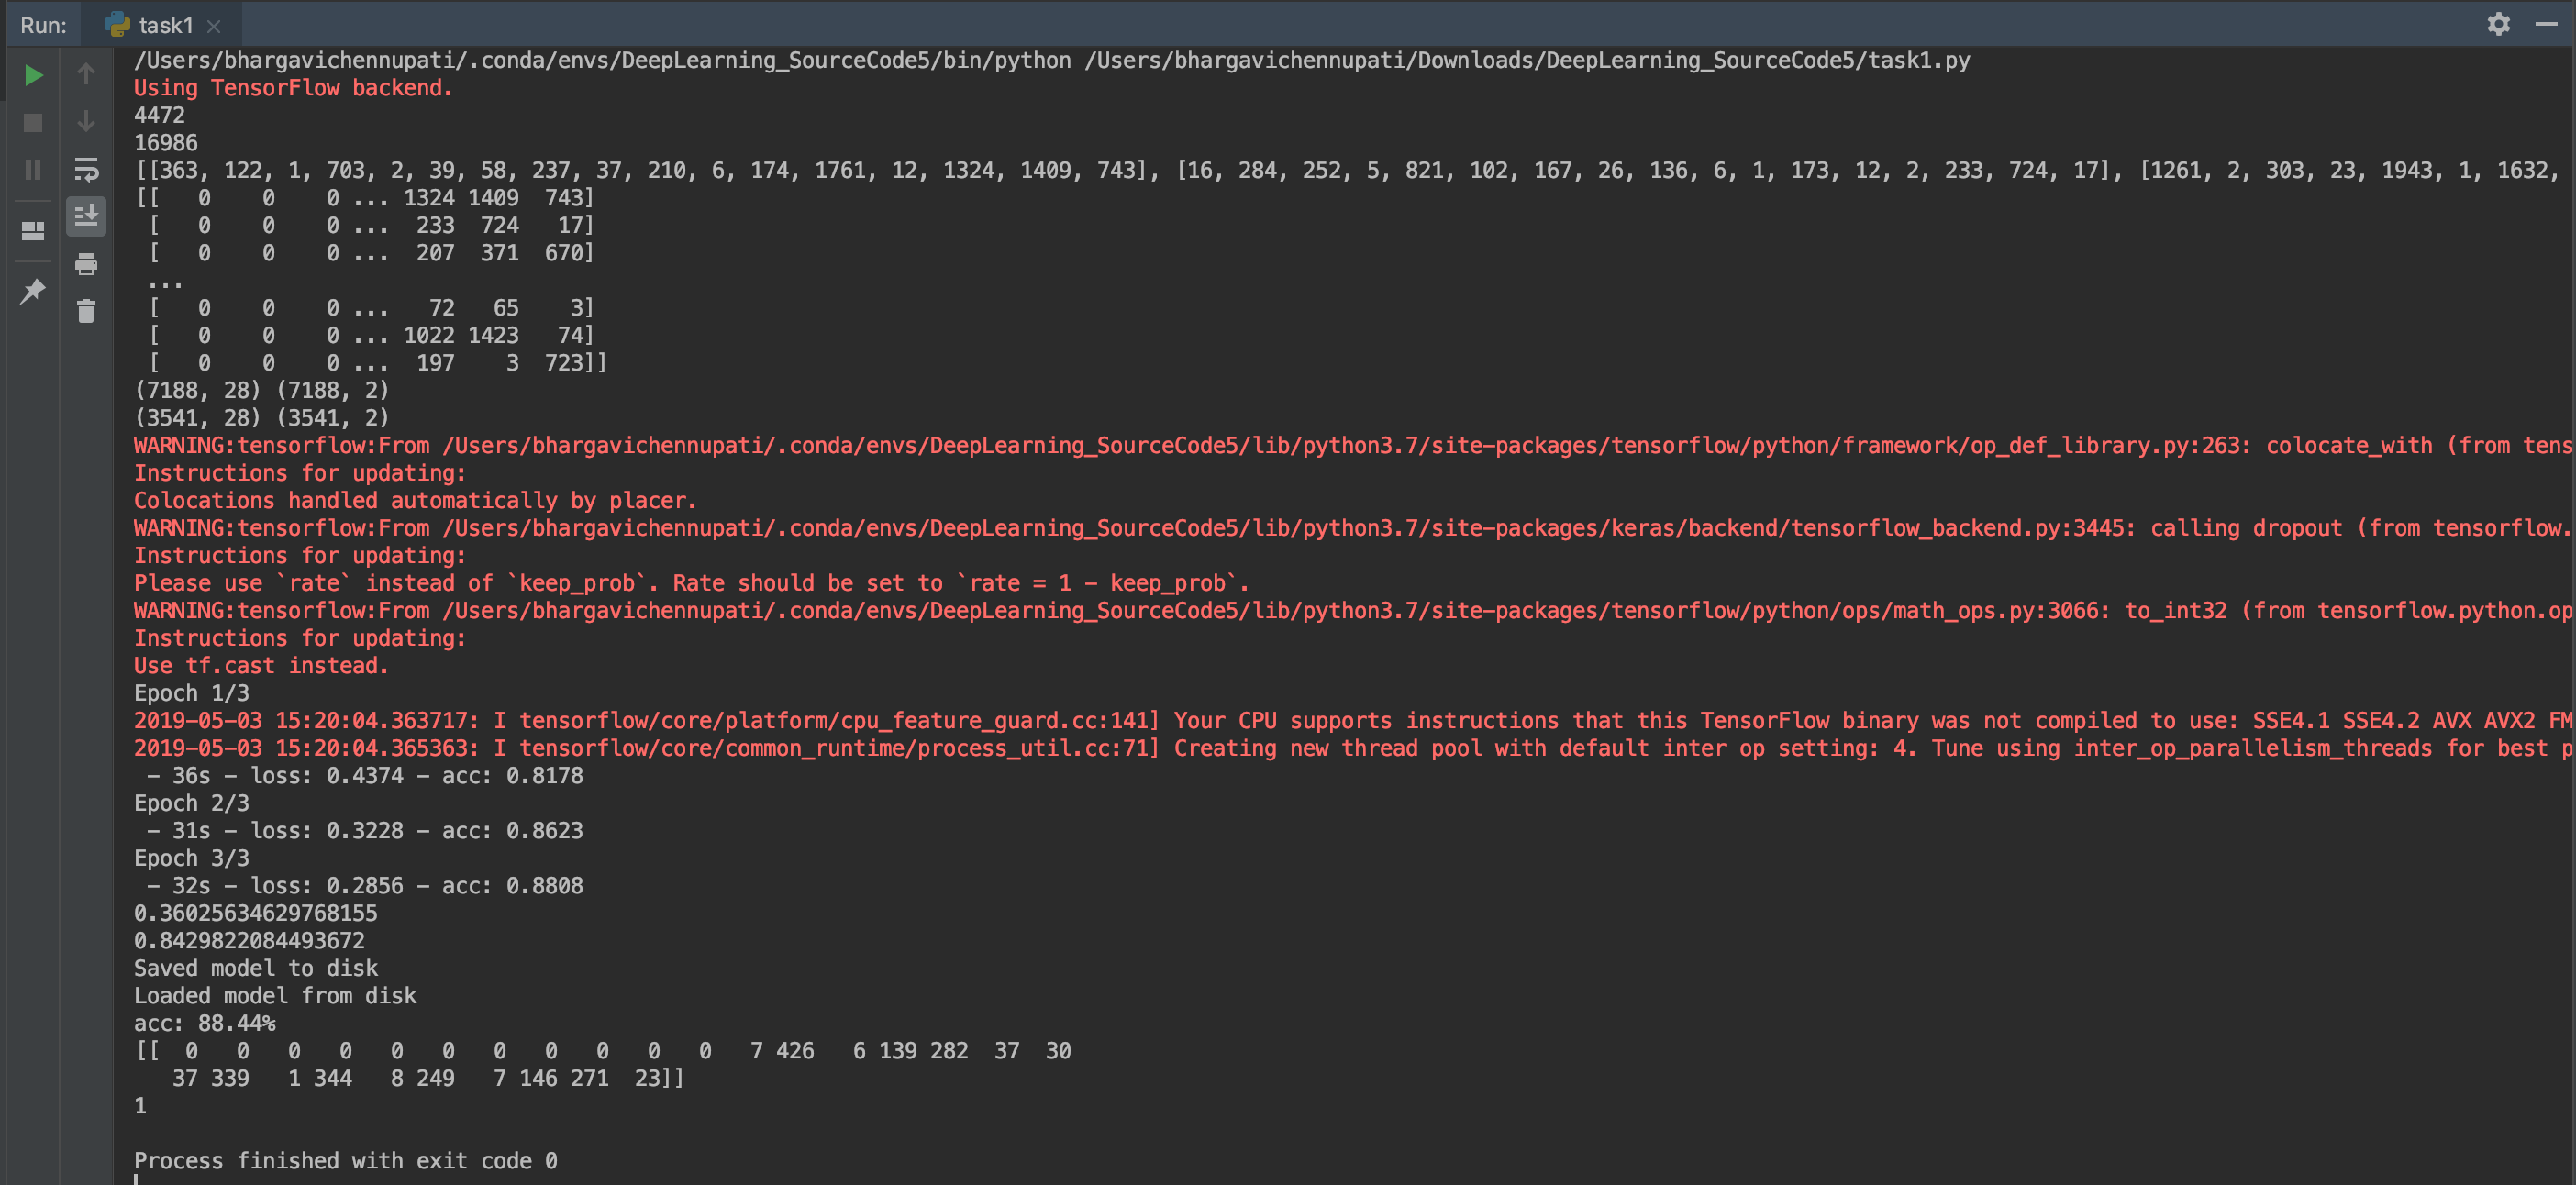 Run: task1
/Users/bhargavichennupati/.conda/envs/DeepLearning_SourceCode5/bin/python /Users/bhargavichennupati/Downloads/DeepLearning_SourceCode5/task1.py
Using TensorFlow backend.
4472
16986
[[363, 122, 1, 703, 2, 39, 58, 237, 37, 210, 6, 174, 1761, 12, 1324, 1409, 743], [16, 284, 252, 5, 821, 102, 167, 26, 136, 6, 1, 173, 12, 2, 233, 724, 17], [1261, 2, 303, 23, 1943, 1, 1632,
[[   0    0    0 ... 1324 1409  743]
 [   0    0    0 ...  233  724   17]
 [   0    0    0 ...  207  371  670]
 ...
 [   0    0    0 ...   72   65    3]
 [   0    0    0 ... 1022 1423   74]
 [   0    0    0 ...  197    3  723]]
(7188, 28) (7188, 2)
(3541, 28) (3541, 2)
WARNING:tensorflow:From /Users/bhargavichennupati/.conda/envs/DeepLearning_SourceCode5/lib/python3.7/site-packages/tensorflow/python/framework/op_def_library.py:263: colocate_with (from tens
Instructions for updating:
Colocations handled automatically by placer.
WARNING:tensorflow:From /Users/bhargavichennupati/.conda/envs/DeepLearning_SourceCode5/lib/python3.7/site-packages/keras/backend/tensorflow_backend.py:3445: calling dropout (from tensorflow.
Instructions for updating:
Please use `rate` instead of `keep_prob`. Rate should be set to `rate = 1 - keep_prob`.
WARNING:tensorflow:From /Users/bhargavichennupati/.conda/envs/DeepLearning_SourceCode5/lib/python3.7/site-packages/tensorflow/python/ops/math_ops.py:3066: to_int32 (from tensorflow.python.op
Instructions for updating:
Use tf.cast instead.
Epoch 1/3
2019-05-03 15:20:04.363717: I tensorflow/core/platform/cpu_feature_guard.cc:141] Your CPU supports instructions that this TensorFlow binary was not compiled to use: SSE4.1 SSE4.2 AVX AVX2 FM
2019-05-03 15:20:04.365363: I tensorflow/core/common_runtime/process_util.cc:71] Creating new thread pool with default inter op setting: 4. Tune using inter_op_parallelism_threads for best p
 - 36s - loss: 0.4374 - acc: 0.8178
Epoch 2/3
 - 31s - loss: 0.3228 - acc: 0.8623
Epoch 3/3
 - 32s - loss: 0.2856 - acc: 0.8808
0.36025634629768155
0.8429822084493672
Saved model to disk
Loaded model from disk
acc: 88.44%
[[  0   0   0   0   0   0   0   0   0   0   0   7 426   6 139 282  37  30
   37 339   1 344   8 249   7 146 271  23]]
1
Process finished with exit code 0